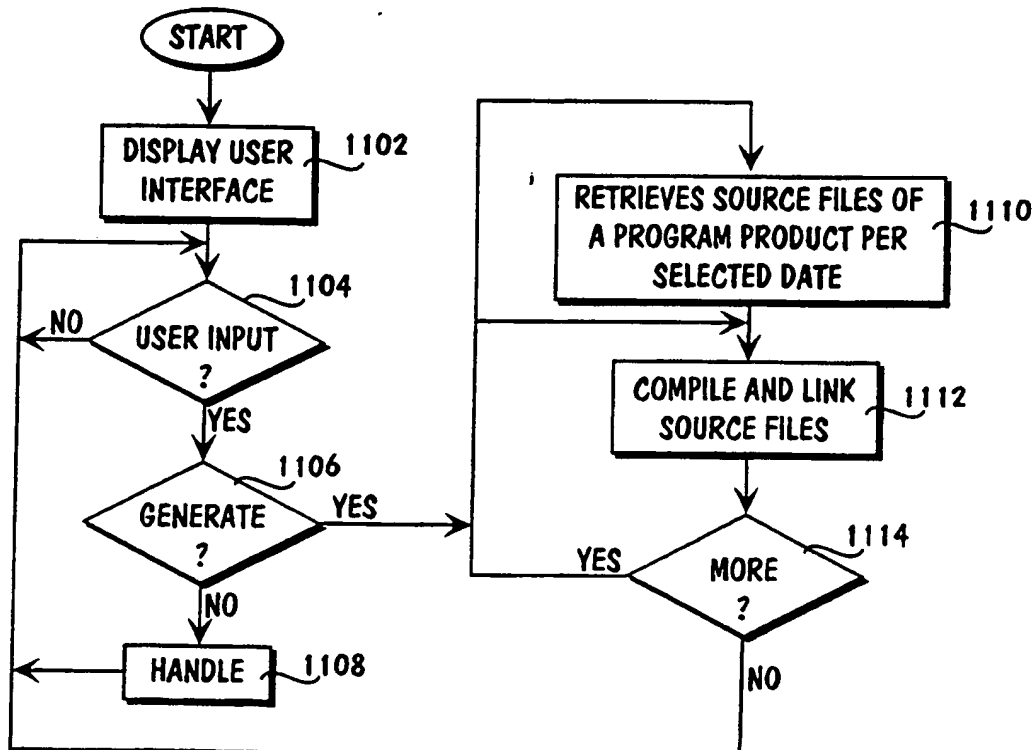 START
DISPLAY USER
INTERFACE
1102
1104
NO
USER INPUT
?
YES
1106
GENERATE
?
YES
NO
HANDLE
1108
RETRIEVES SOURCE FILES OF
A PROGRAM PRODUCT PER
SELECTED DATE
1110
COMPILE AND LINK
SOURCE FILES
1112
1114
YES
MORE
?
NO